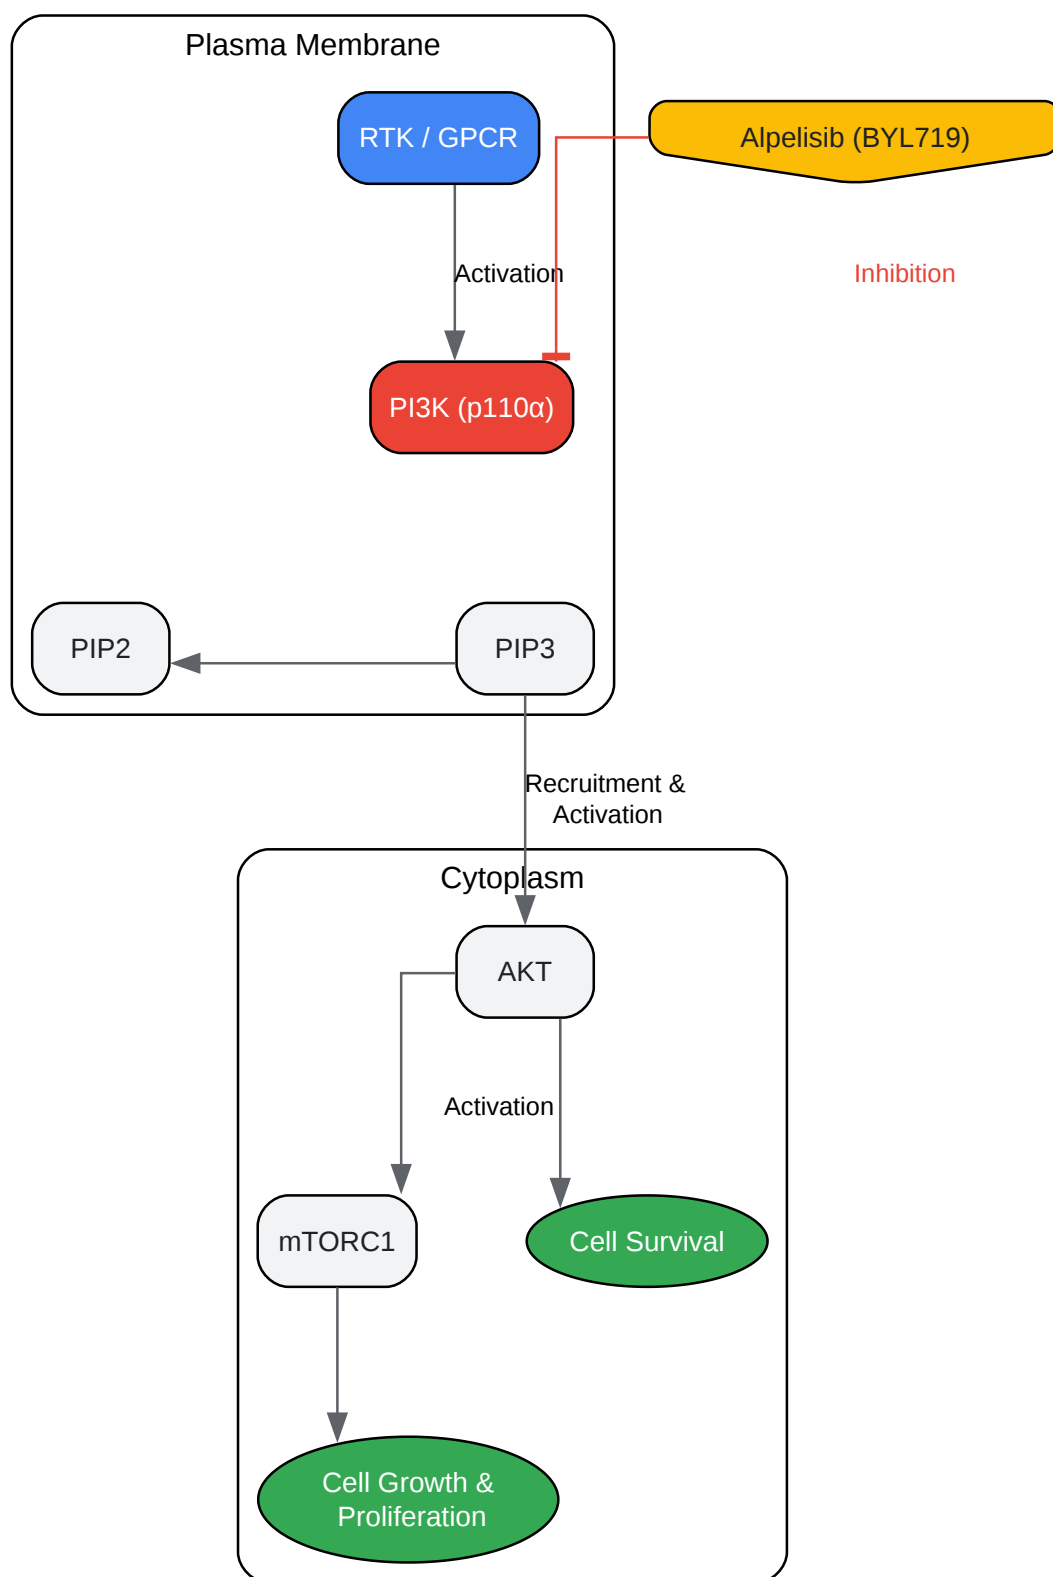 Plasma Membrane
RTK / GPCR
Alpelisib (BYL719)
Activation
Inhibition
PI3K (p110α)
PIP2
PIP3
Recruitment &
Activation
Cytoplasm
AKT
Activation
mTORC1
Cell Survival
Cell Growth &
Proliferation